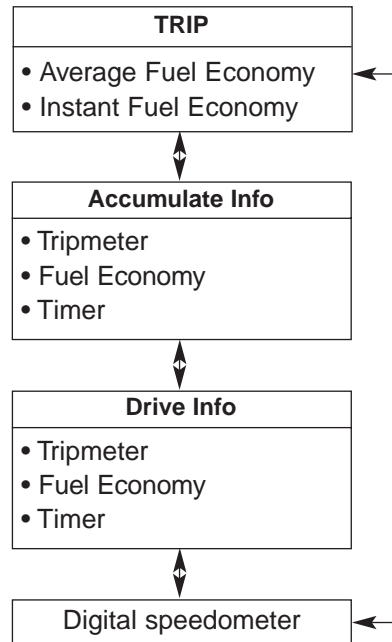 TRIP
• Average Fuel Economy
• Instant Fuel Economy
Accumulate Info
• Tripmeter
• Fuel Economy
• Timer
Drive Info
• Tripmeter
• Fuel Economy
• Timer
Digital speedometer